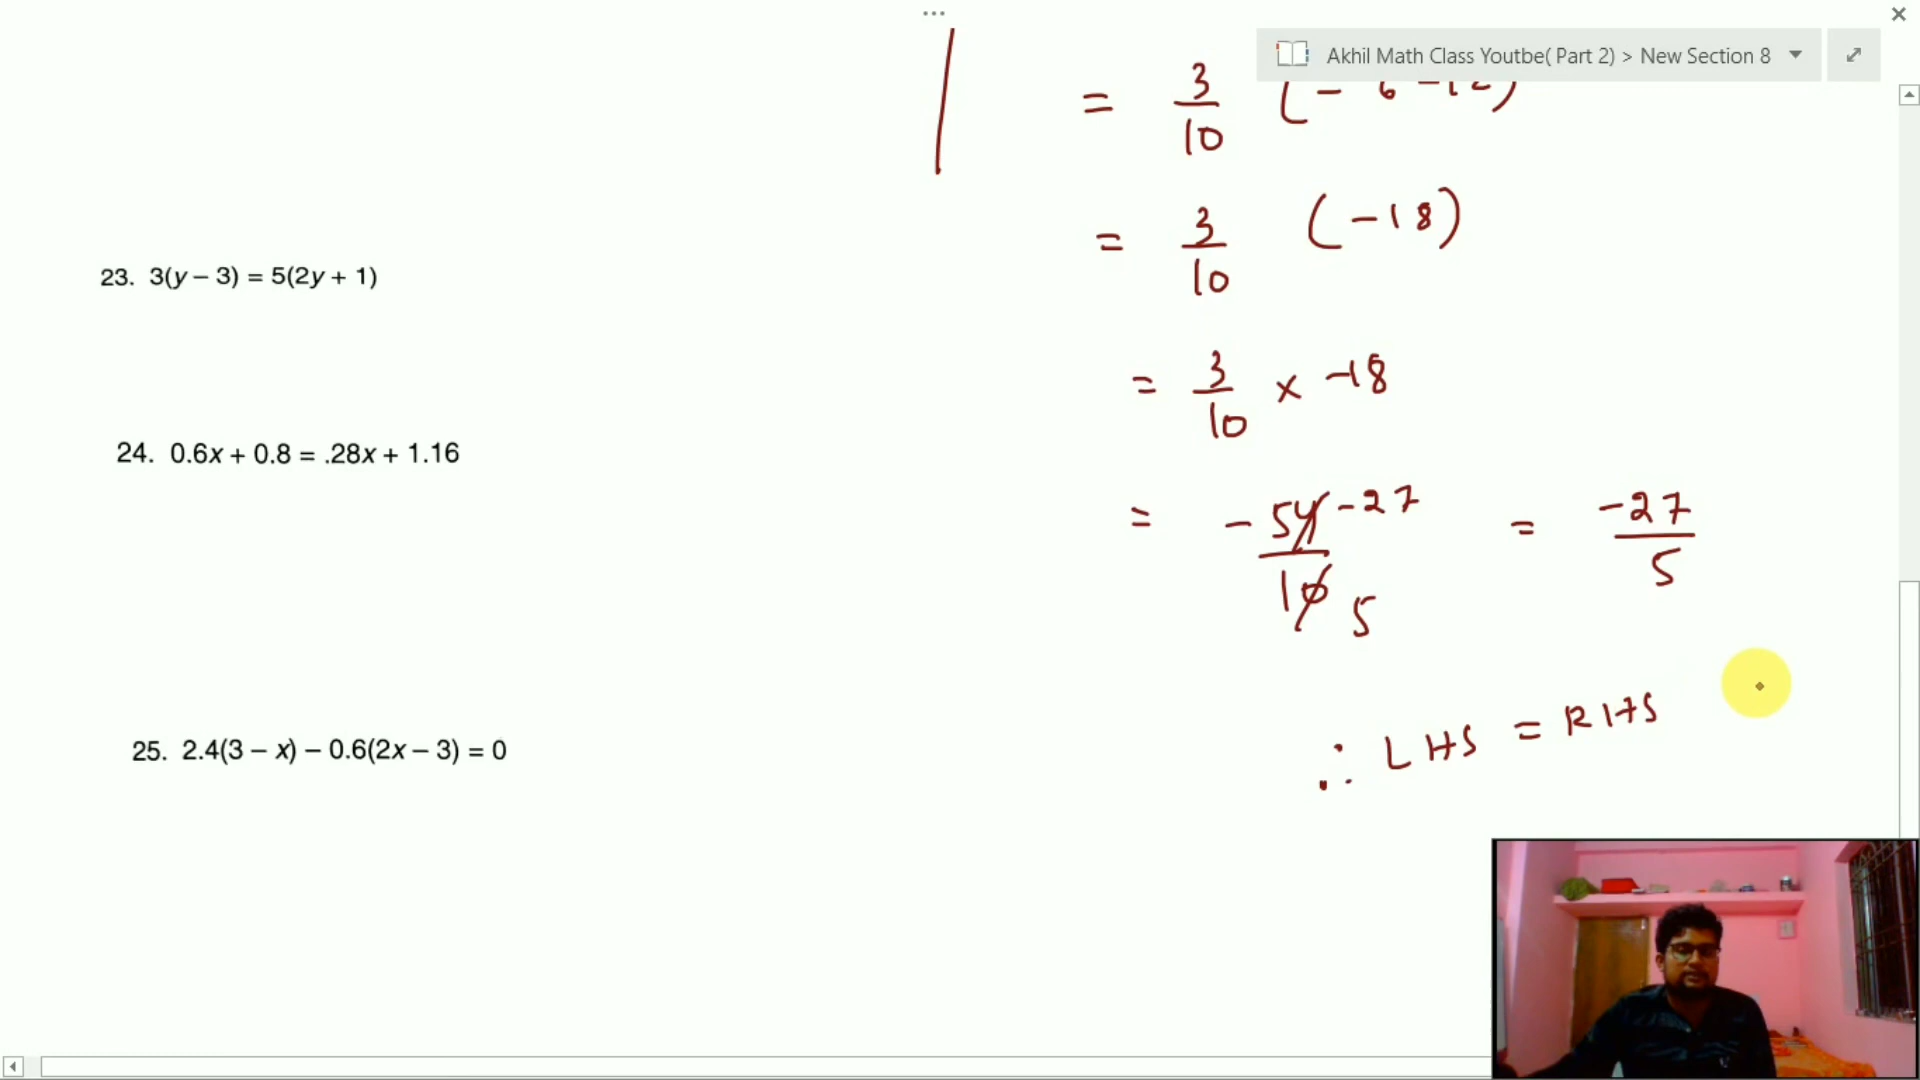 Akhil Math Class Youtbe( Part 2) > New Section 8
= 3/10 (- 6 -12)
= 3/10 (-18)
23. 3(y – 3) = 5(2y + 1)
= 3/10 x -18
24. 0.6x + 0.8 = .28x + 1.16
= -54/10 -27 5 = -27/5
∴ LHS = RHS
25. 2.4(3 – x) – 0.6(2x – 3) = 0